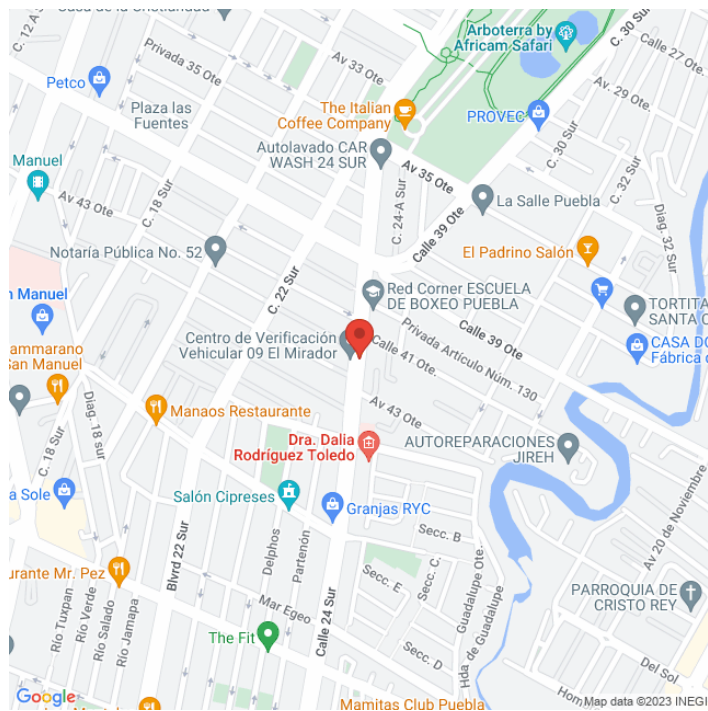 Casa de la Cristiandad
C. 12 A Sur
Privada 35 Ote
Av 33 Ote
Arboterra by
Africam Safari
C. 30 Sur
Calle 27 Ote.
Av. 29 Ote.
Petco
Plaza las
Fuentes
The Italian
Coffee Company
PROVEC
Autolavado CAR
WASH 24 SUR
Av 35 Ote
C. 30 Sur
C. 32 Sur
Manuel
Av 43 Ote
C. 18 Sur
C. 24-A Sur
La Salle Puebla
Diag. 32 Sur
Calle 39 Ote
Notaría Pública No. 52
El Padrino Salón
C. 22 Sur
Red Corner ESCUELA
DE BOXEO PUEBLA
n Manuel
TORTITA
SANTA C
Centro de Verificación
Vehicular 09 El Mirador
Calle 41 Ote.
Privada Artículo Núm. 130
Calle 39 Ote
CASA DO
Fábrica d
ammarano
San Manuel
Manaos Restaurante
Av 43 Ote
Diag. 18 sur
C. 18 Sur
Dra. Dalia
Rodríguez Toledo
AUTOREPARACIONES
JIREH
a Sole
Salón Cipreses
Granjas RYC
Secc. B
Av 20 de Noviembre
Blvrd 22 Sur
Delphos
Partenón
Secc. E
Secc. C.
Guadalupe Ote.
Hda de Guadalupe
urante Mr. Pez
Mar Egeo
PARROQUIA DE
CRISTO REY
Río Tuxpan
Río Verde
Río Salado
Río Jamapa
The Fit
Calle 24 Sur
Secc. D
Del Sol
Google
Mamitas Club Puebla
Map data ©2023 INEGI